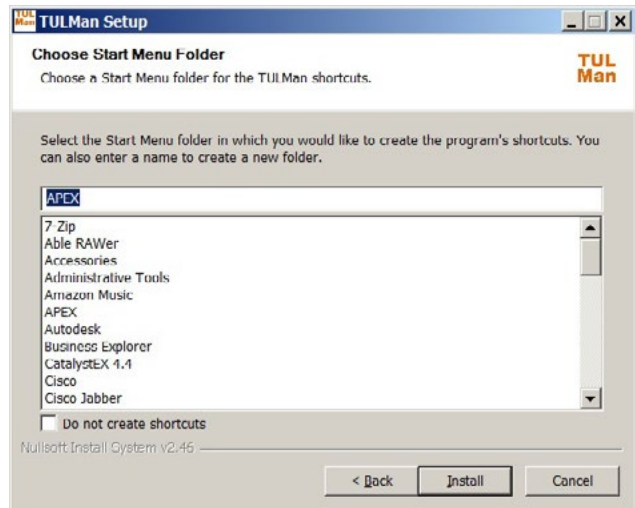 TUL
Man
TULMan Setup
Choose Start Menu Folder
Choose a Start Menu folder for the TULMan shortcuts.
TUL
Man
Select the Start Menu folder in which you would like to create the program's shortcuts. You
can also enter a name to create a new folder.
APEX
7-Zip
Able RAWer
Accessories
Administrative Tools
Amazon Music
APEX
Autodesk
Business Explorer
CatalystEX 4.4
Cisco
Cisco Jabber
Do not create shortcuts
Nullsoft Install System v2.46
< Back
Install
Cancel